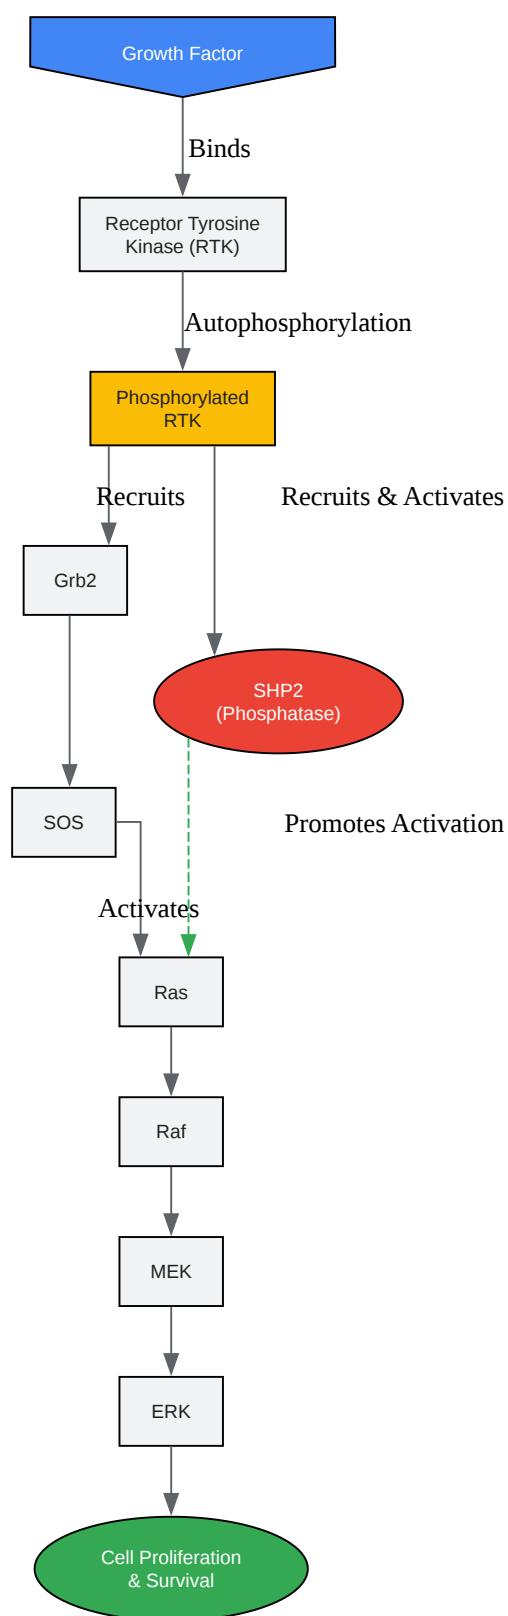 Growth Factor
Binds
Receptor Tyrosine
Kinase (RTK)
Autophosphorylation
Phosphorylated
RTK
Recruits
Recruits & Activates
Grb2
SHP2
(Phosphatase)
SOS
Promotes Activation
Activates
Ras
Raf
MEK
ERK
Cell Proliferation
& Survival